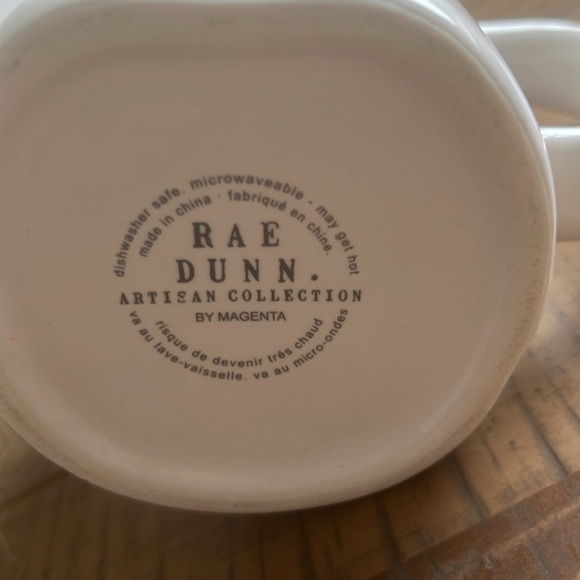 dishwasher safe. microwaveable - may get hot
made in china · fabriqué en chine.
RAE
DUNN.
ARTISAN COLLECTION
BY MAGENTA
risque de devenir très chaud
va au lave-vaisselle. va au micro-ondes